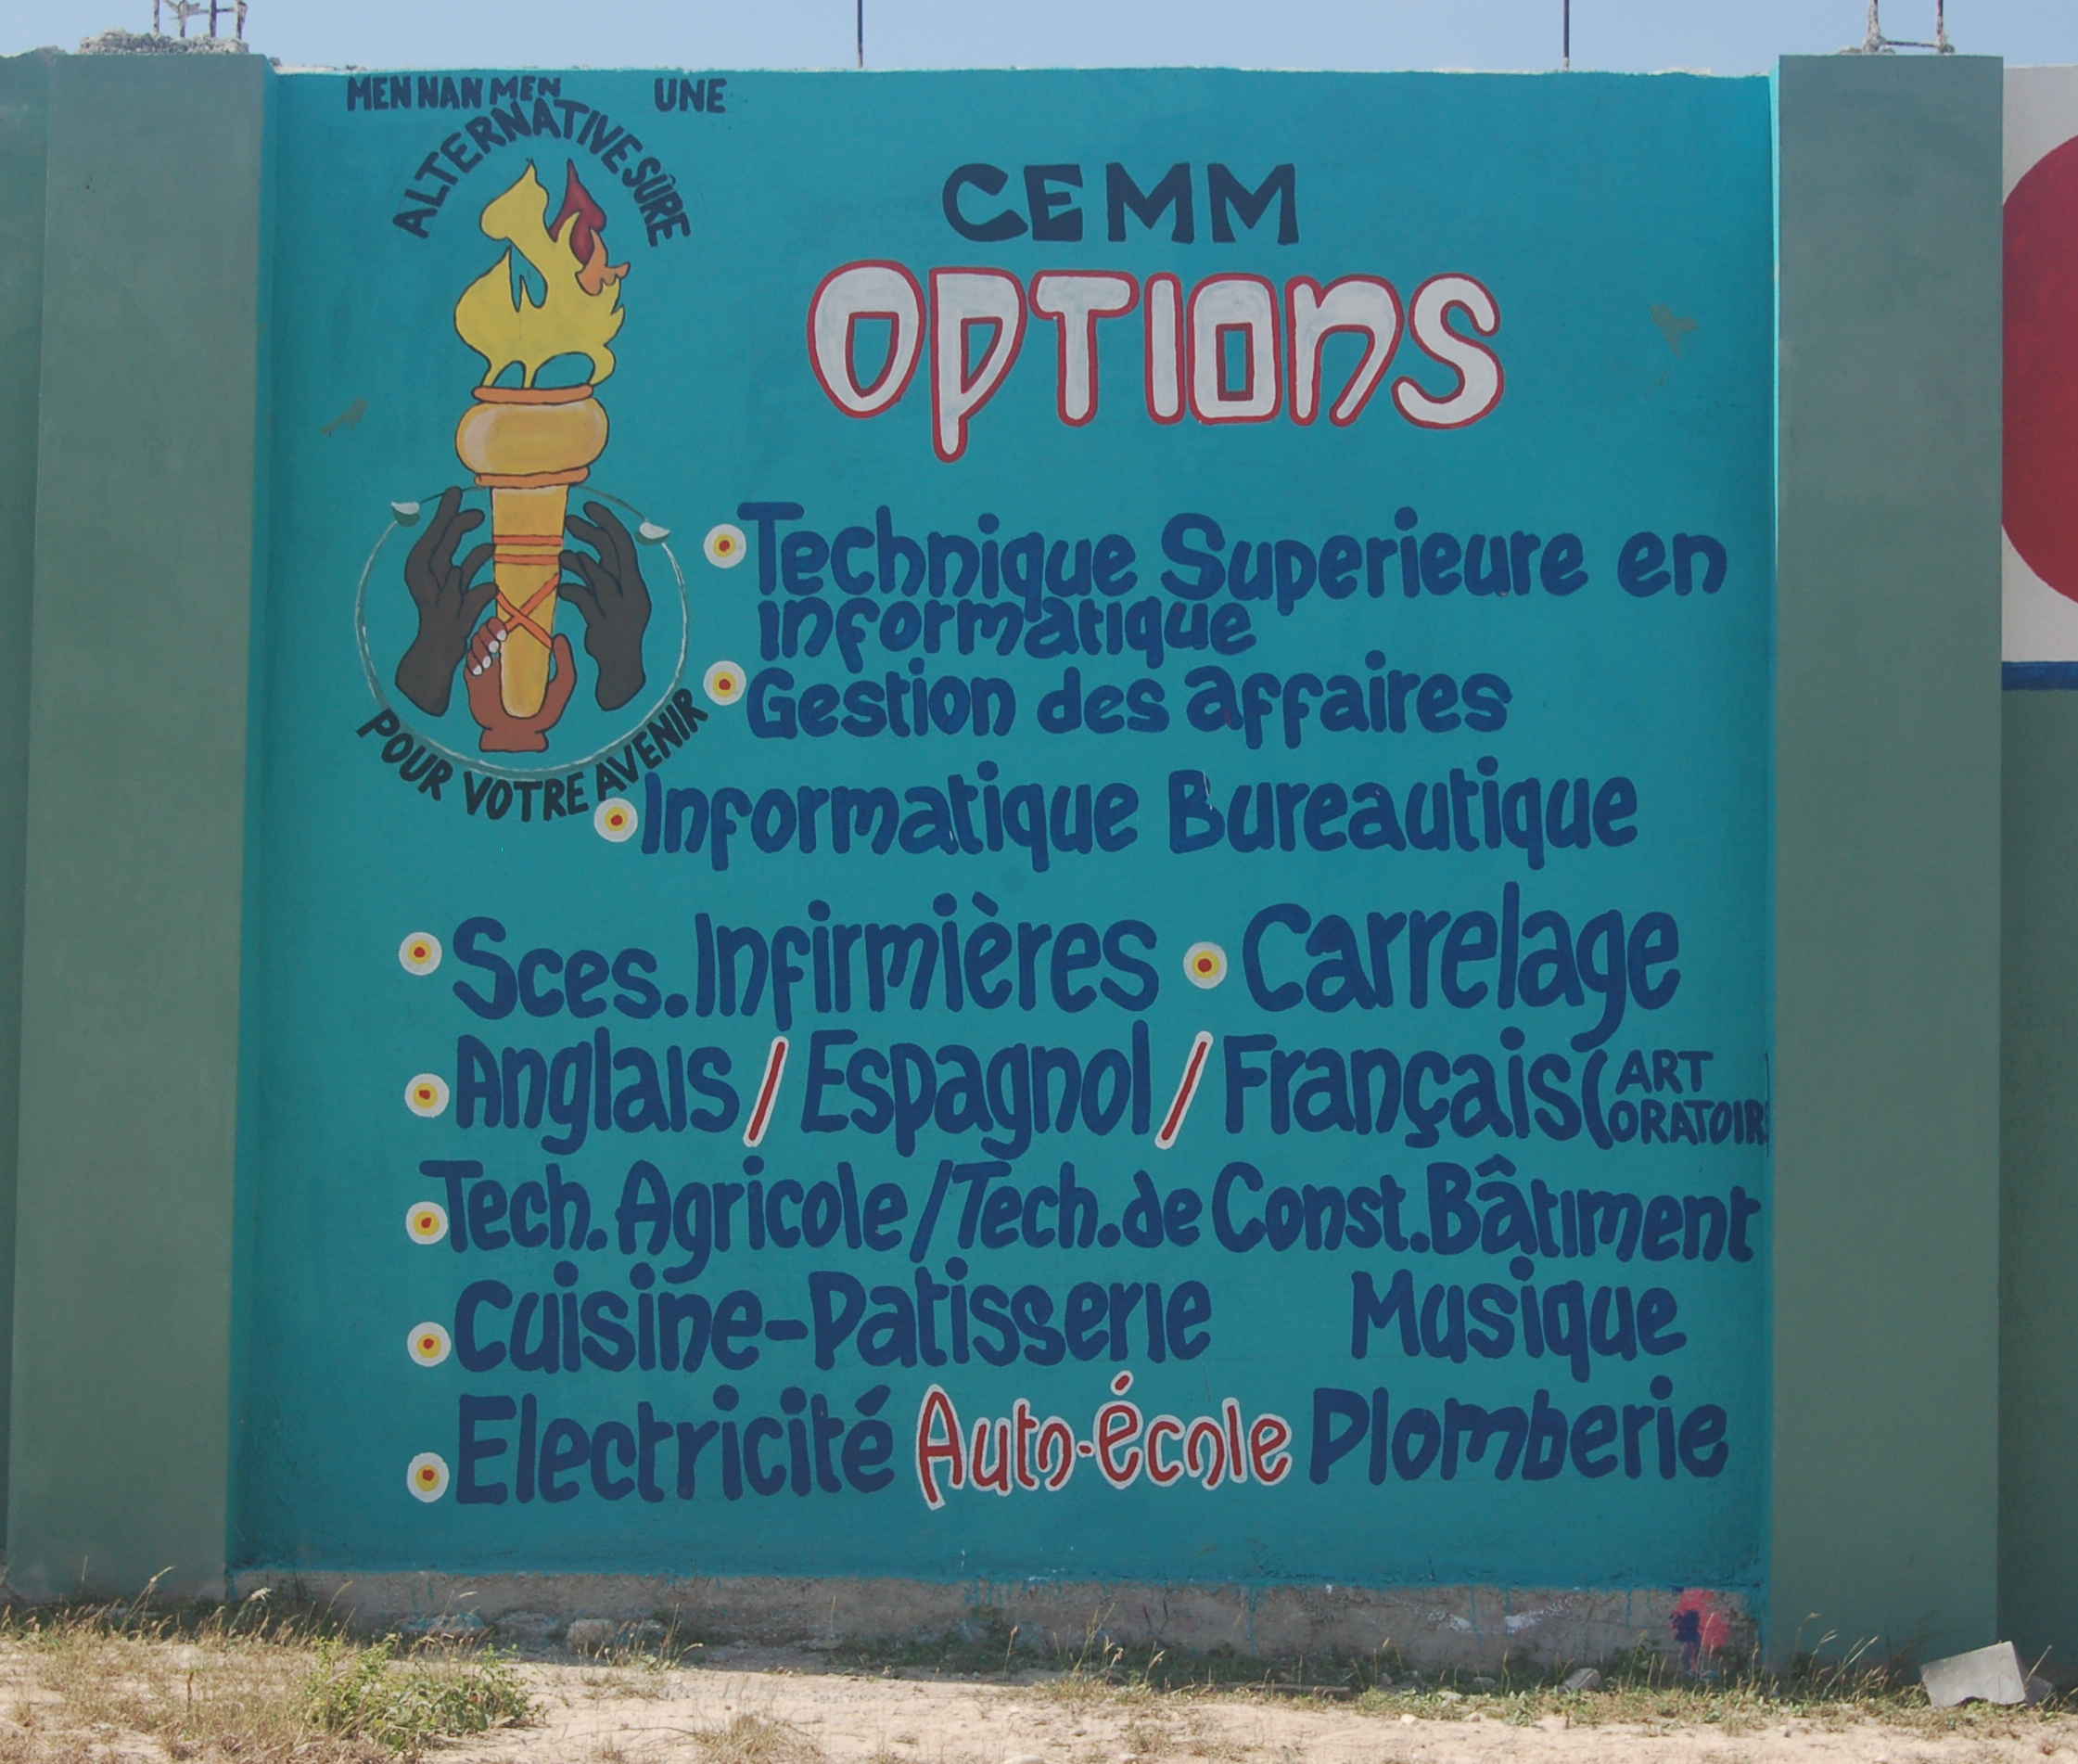 MEN NAN MEN UNE
ALTERNATIVE SÛRE
POUR VOTRE AVENIR
CEMM
OPTIONS
Technique Superieure en
informatique
Gestion des affaires
Informatique Bureautique
Sces. Infirmières Carrelage
Anglais / Espagnol / Français (ART
ORATOIRE
Tech. Agricole / Tech. de Const. Bâtiment
Cuisine-Patisserie Musique
Electricité Auto-école Plomberie